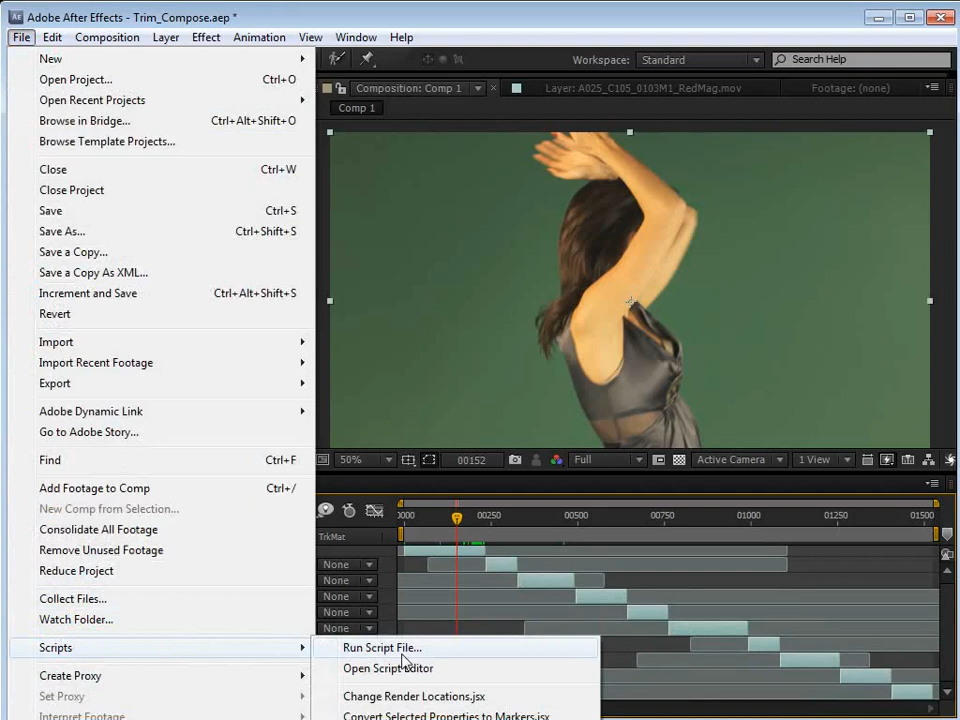 Adobe After Effects - Trim_Compose.aep *
File Edit Composition Layer Effect Animation View Window Help
New
Open Project... Ctrl+O
Open Recent Projects
Browse in Bridge... Ctrl+Alt+Shift+O
Browse Template Projects...
Close Ctrl+W
Close Project
Save Ctrl+S
Save As... Ctrl+Shift+S
Save a Copy...
Save a Copy As XML...
Increment and Save Ctrl+Alt+Shift+S
Revert
Import
Import Recent Footage
Export
Adobe Dynamic Link
Go to Adobe Story...
Find Ctrl+F
Add Footage to Comp Ctrl+/
New Comp from Selection...
Consolidate All Footage
Remove Unused Footage
Reduce Project
Collect Files...
Watch Folder...
Scripts
Create Proxy
Set Proxy
Interpret Footage
Run Script File...
Open Script Editor
Change Render Locations.jsx
Convert Selected Properties to Markers.jsx
Workspace: Standard
Search Help
Composition: Comp 1
Layer: A025_C105_0103M1_RedMag.mov
Footage: (none)
Comp 1
50% 00152 Full Active Camera 1 View
0000 00250 00500 00750 01000 01250 01500
TrkMat
None
None
None
None
None